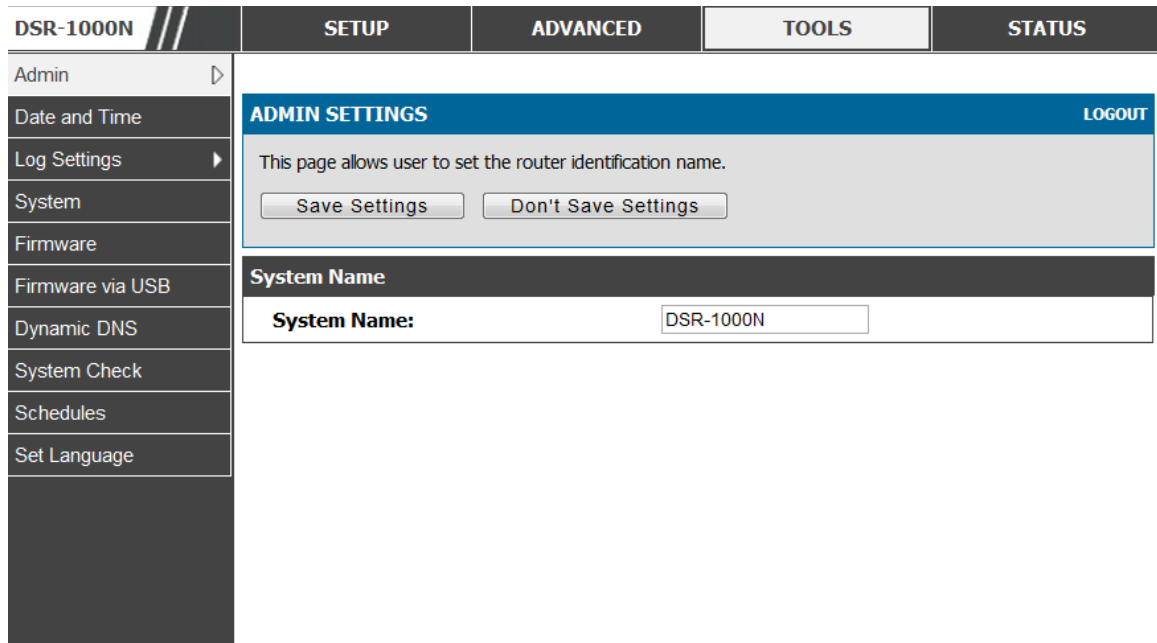 DSR-1000N
SETUP
ADVANCED
TOOLS
STATUS
Admin
Date and Time
Log Settings
System
Firmware
Firmware via USB
Dynamic DNS
System Check
Schedules
Set Language
ADMIN SETTINGS
LOGOUT
This page allows user to set the router identification name.
Save Settings
Don't Save Settings
System Name
System Name:
DSR-1000N